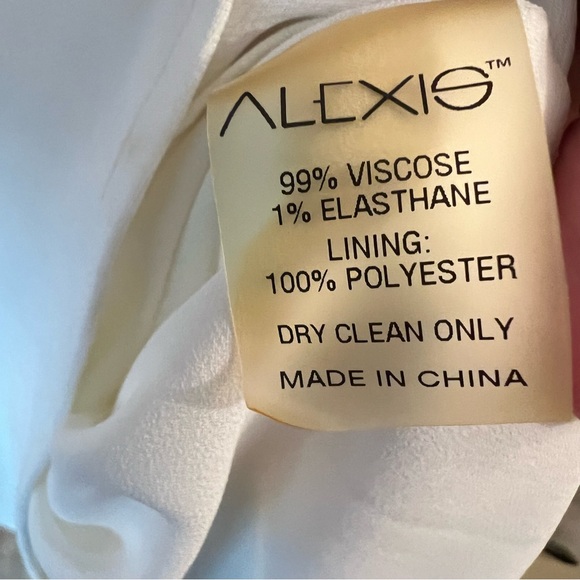 ALEXIS™
99% VISCOSE
1% ELASTHANE
LINING:
100% POLYESTER
DRY CLEAN ONLY
MADE IN CHINA